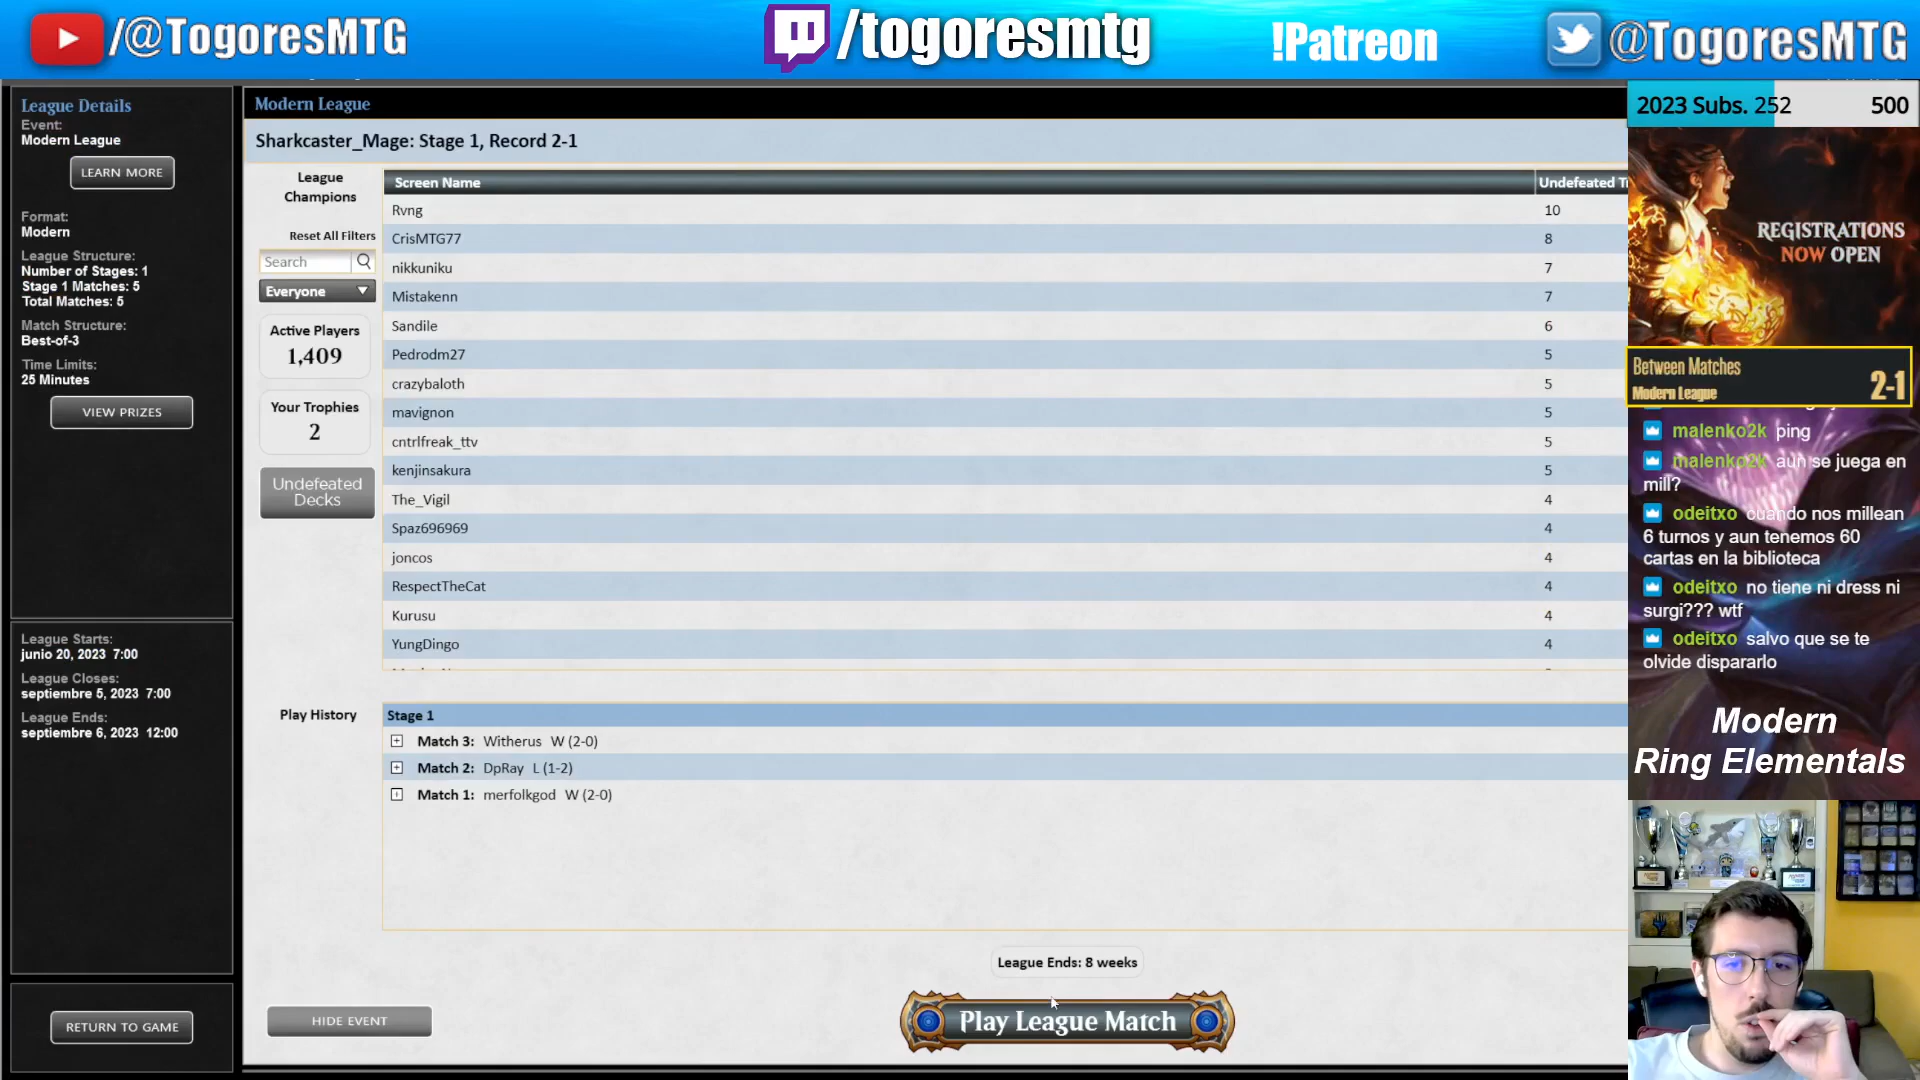 /@TogoresMTG
/togoresmtg
!Patreon
@TogoresMTG
League Details
Event:
Modern League
LEARN MORE
Format:
Modern
League Structure:
Number of Stages: 1
Stage 1 Matches: 5
Total Matches: 5
Match Structure:
Best-of-3
Time Limits:
25 Minutes
VIEW PRIZES
League Starts:
junio 20, 2023 7:00
League Closes:
septiembre 5, 2023 7:00
League Ends:
septiembre 6, 2023 12:00
RETURN TO GAME
Modern League
Sharkcaster_Mage: Stage 1, Record 2-1
League
Champions
Reset All Filters
Search
Everyone
Active Players
1,409
Your Trophies
2
Undefeated
Decks
Screen Name Undefeated
Rvng 10
CrisMTG77 8
nikkuniku 7
Mistakenn 7
Sandile 6
Pedrodm27 5
crazybaloth 5
mavignon 5
cntrlfreak_ttv 5
kenjinsakura 5
The_Vigil 4
Spaz696969 4
joncos 4
RespectTheCat 4
Kurusu 4
YungDingo 4
Play History
Stage 1
Match 3: Witherus W (2-0)
Match 2: DpRay L (1-2)
Match 1: merfolkgod W (2-0)
League Ends: 8 weeks
HIDE EVENT
Play League Match
2023 Subs. 252 500
REGISTRATIONS
NOW OPEN
Between Matches
Modern League 2-1
malenko2k ping
malenko2k aun se juega en
mill?
odeitxo cuando nos millean
6 turnos y aun tenemos 60
cartas en la biblioteca
odeitxo no tiene ni dress ni
surgi??? wtf
odeitxo salvo que se te
olvide dispararlo
Modern
Ring Elementals